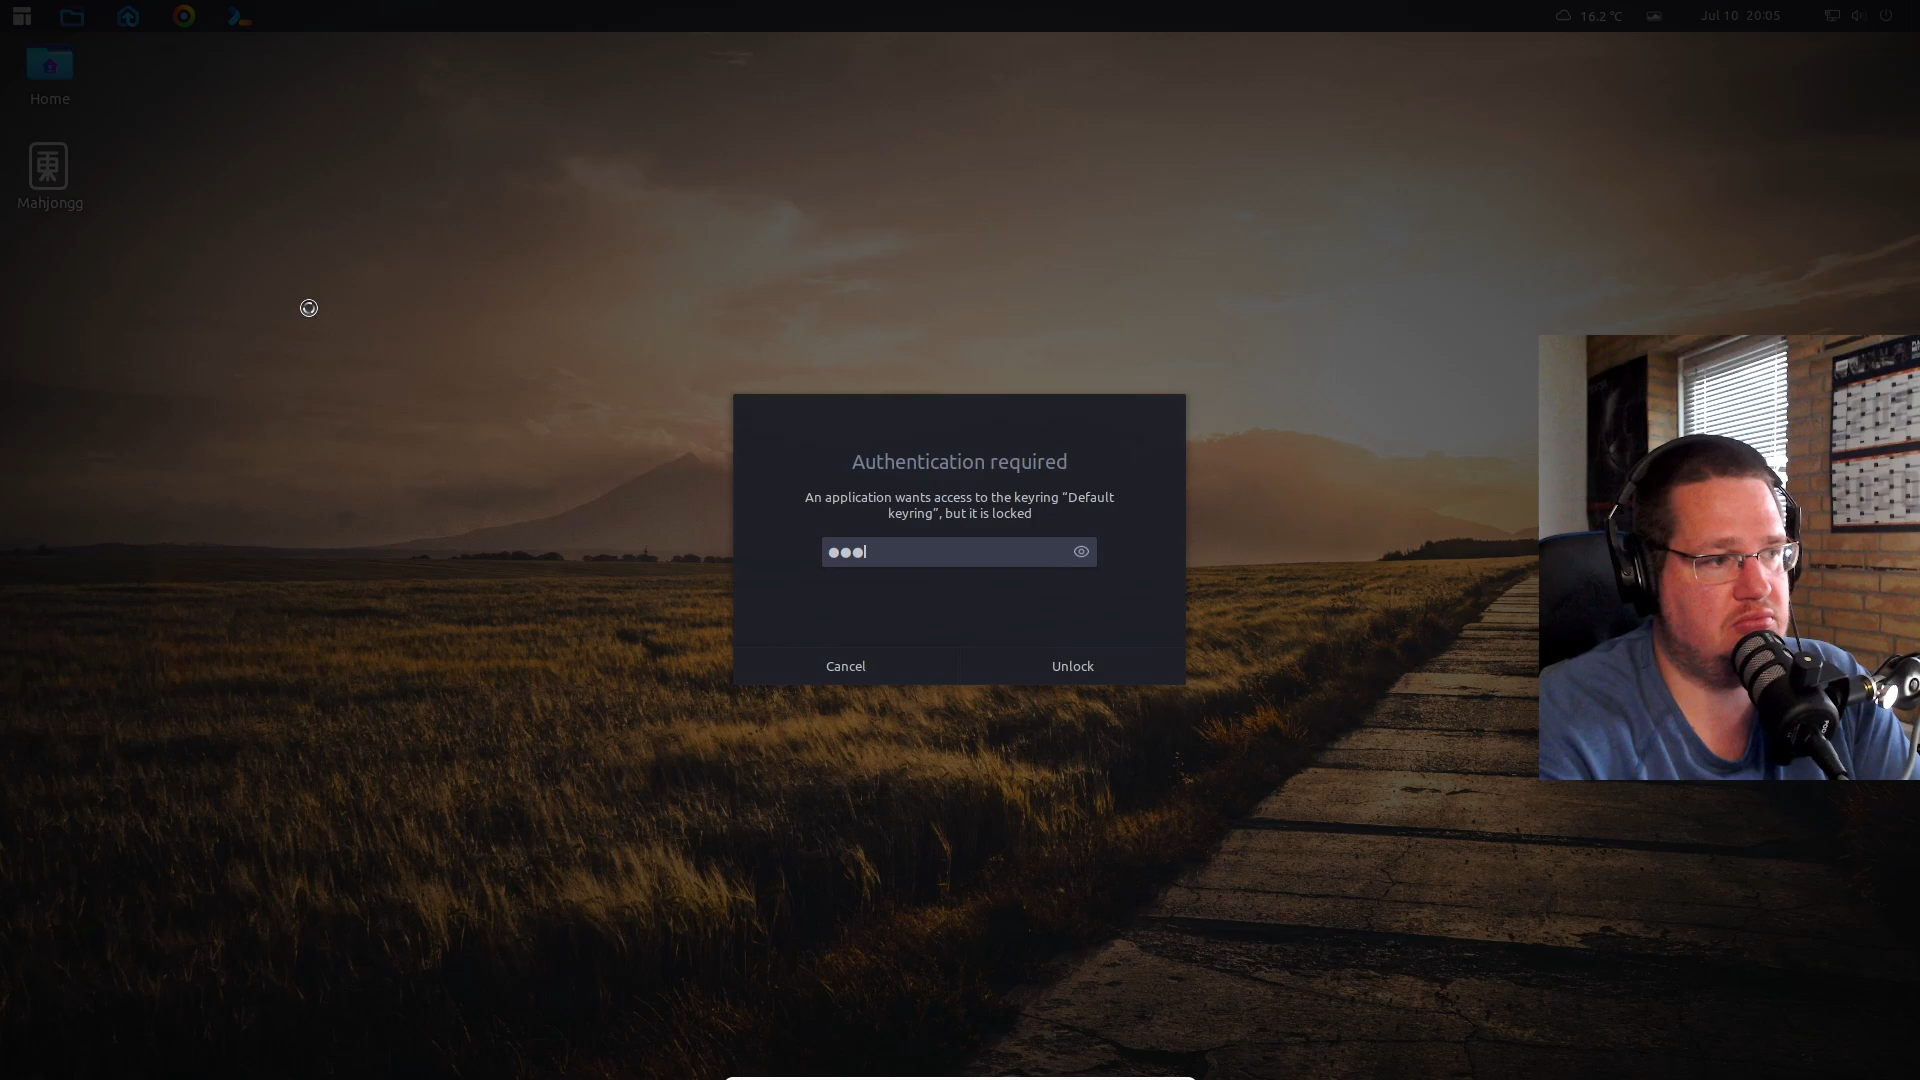 16.2 °C
Jul 10 20:05
Home
東
Mahjongg
Authentication required
An application wants access to the keyring “Default
keyring”, but it is locked
Cancel
Unlock